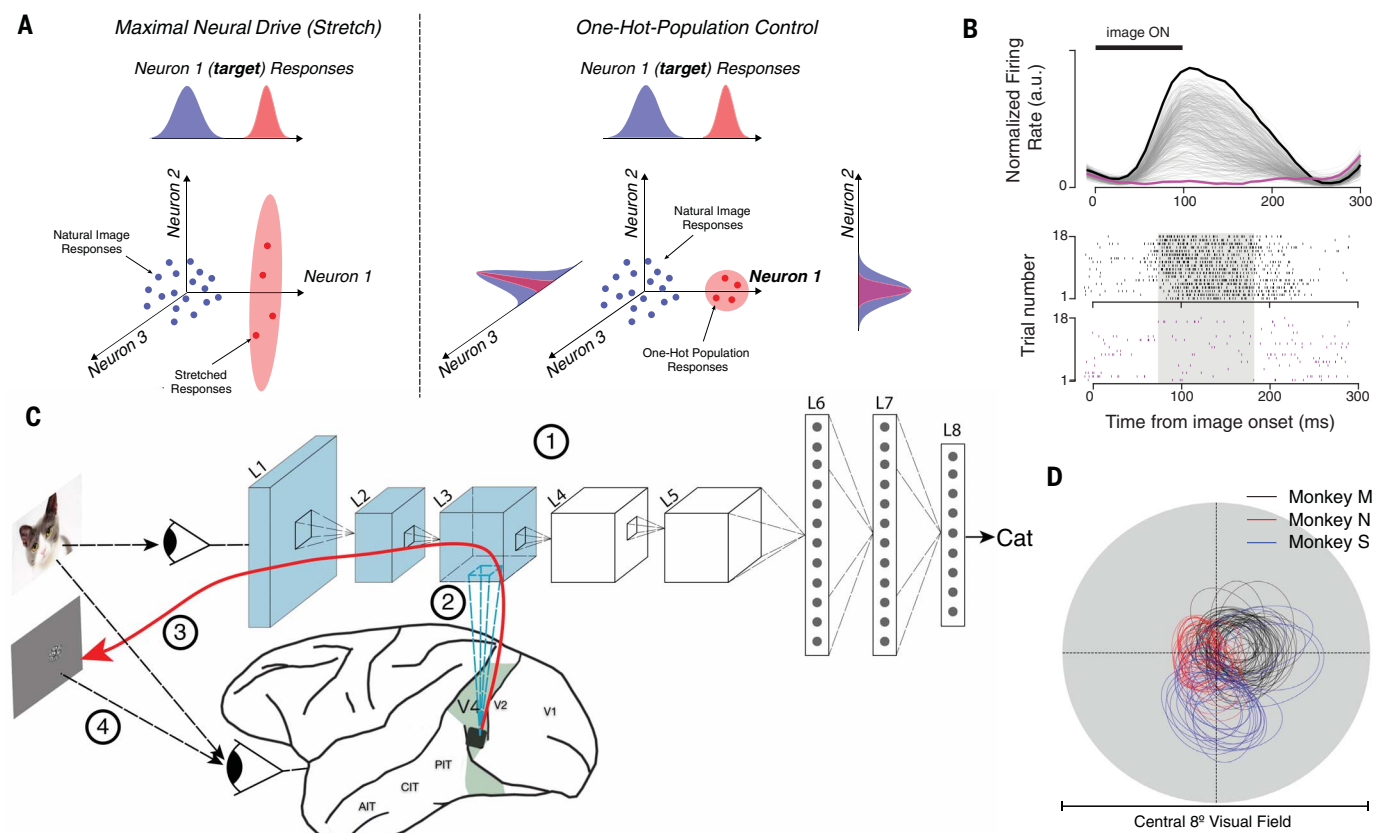 A
Maximal Neural Drive (Stretch)
Neuron 1 (target) Responses
Neuron 2
Natural Image
Responses
Neuron 1
Neuron 3
Stretched
Responses
One-Hot-Population Control
Neuron 1 (target) Responses
Neuron 2
Natural Image
Responses
Neuron 1
Neuron 3
Neuron 3
One-Hot Population
Responses
Neuron 2
B
image ON
Normalized Firing
Rate (a.u.)
0
0
100
200
300
Trial number
18
1
18
1
0
100
200
300
Time from image onset (ms)
C
1
L1
L2
L3
L4
L5
L6
L7
L8
Cat
2
3
4
V4
V2
V1
PIT
CIT
AIT
D
Monkey M
Monkey N
Monkey S
Central 8º Visual Field